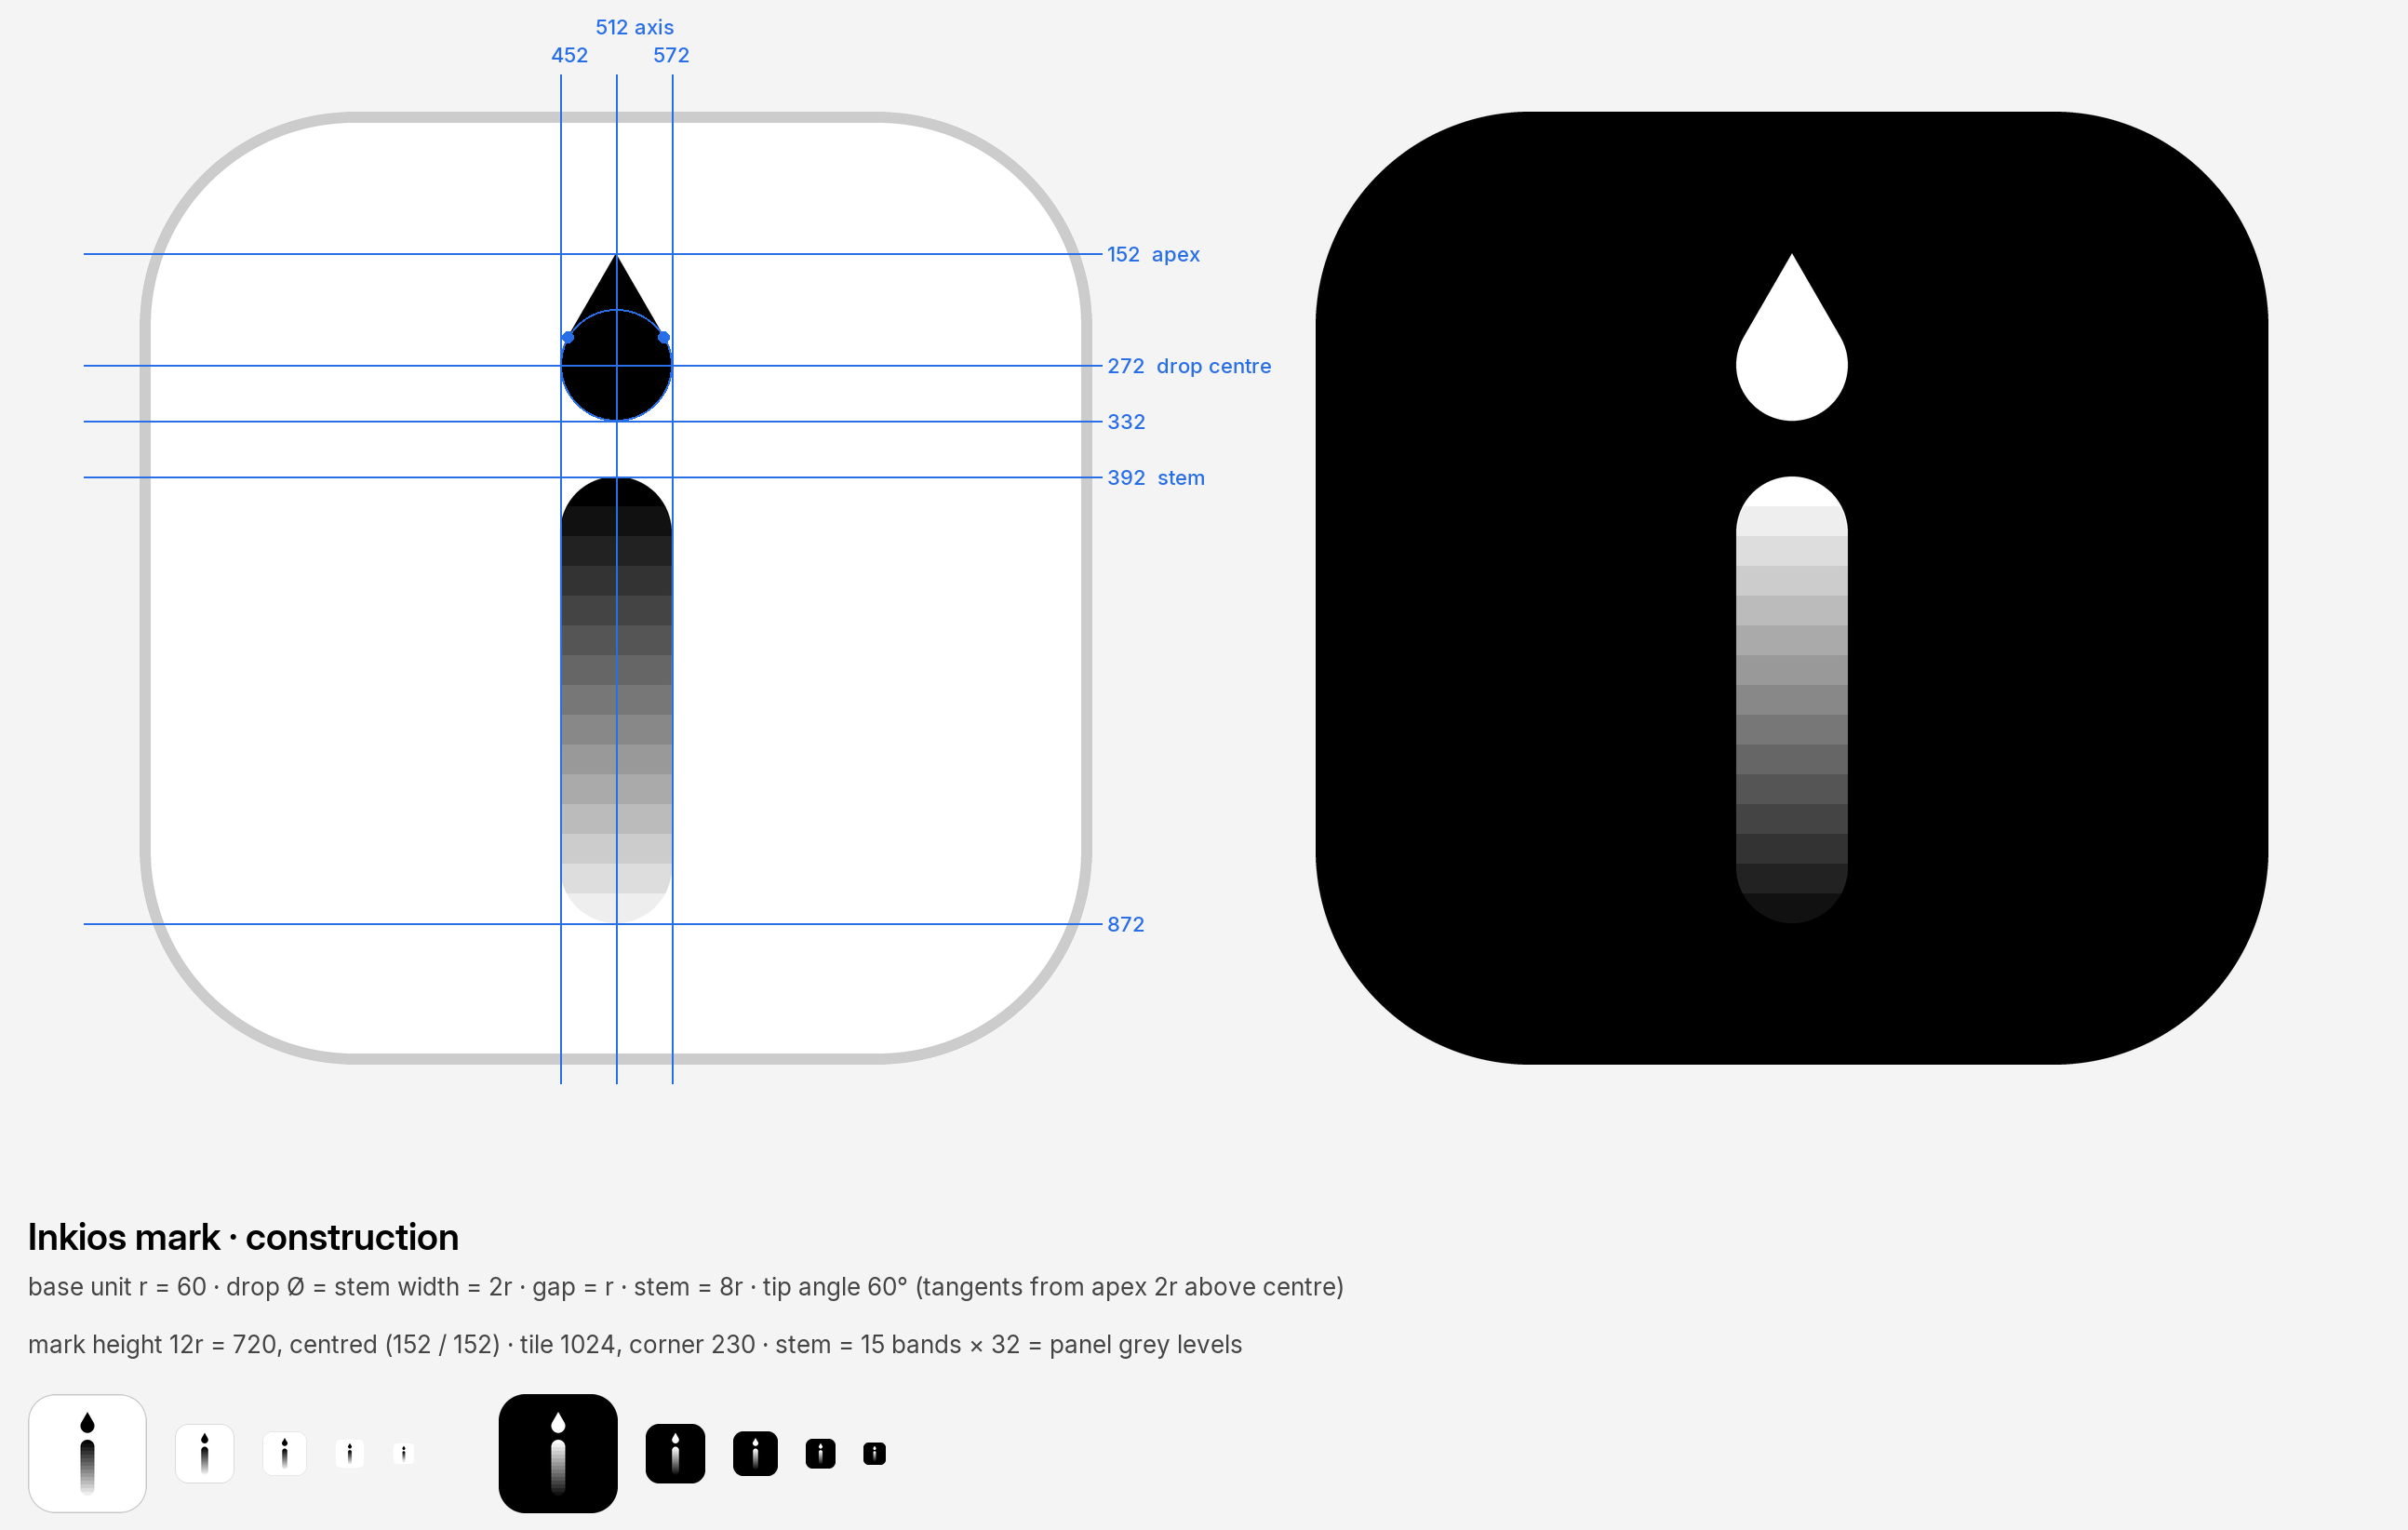 512 axis
452 572
152 apex
272 drop centre
332
392 stem
872
Inkios mark · construction
base unit r = 60 · drop Ø = stem width = 2r · gap = r · stem = 8r · tip angle 60° (tangents from apex 2r above centre)
mark height 12r = 720, centred (152 / 152) · tile 1024, corner 230 · stem = 15 bands × 32 = panel grey levels